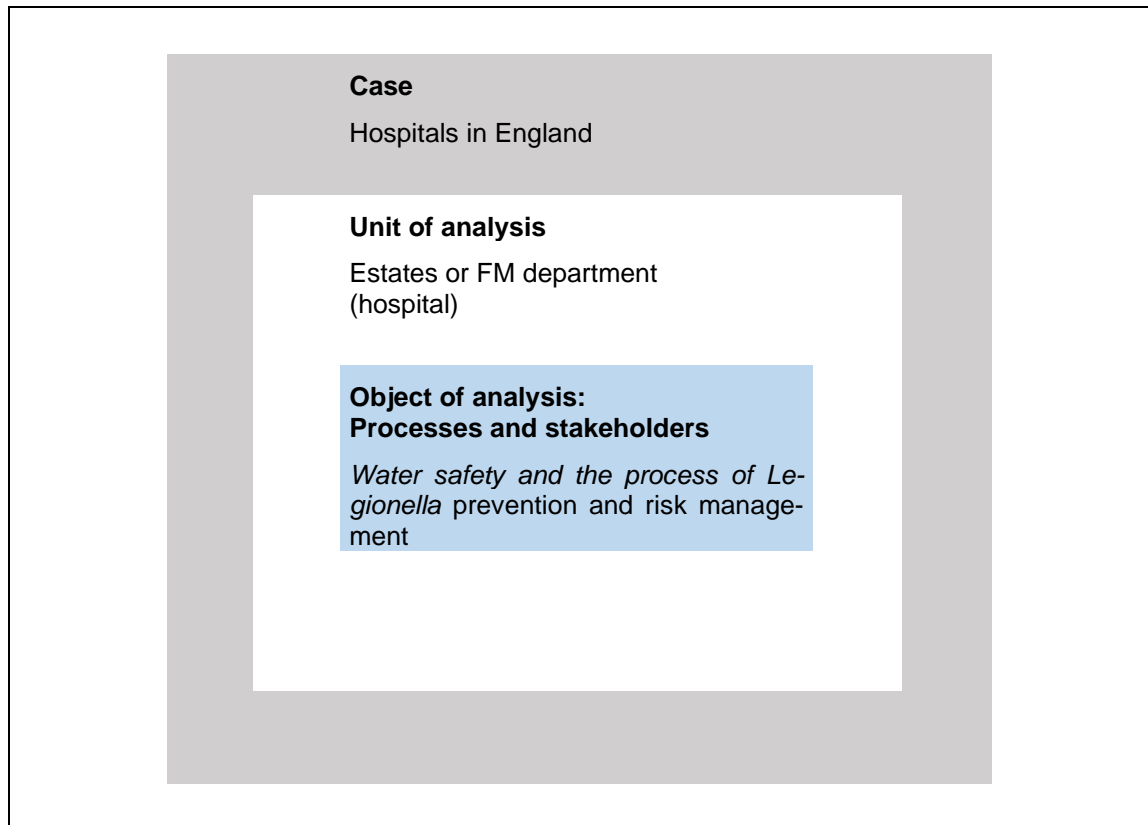 Case
Hospitals in England
Unit of analysis
Estates or FM department
(hospital)
Object of analysis:
Processes and stakeholders
Water safety and the process of Le-
gionella prevention and risk manage-
ment